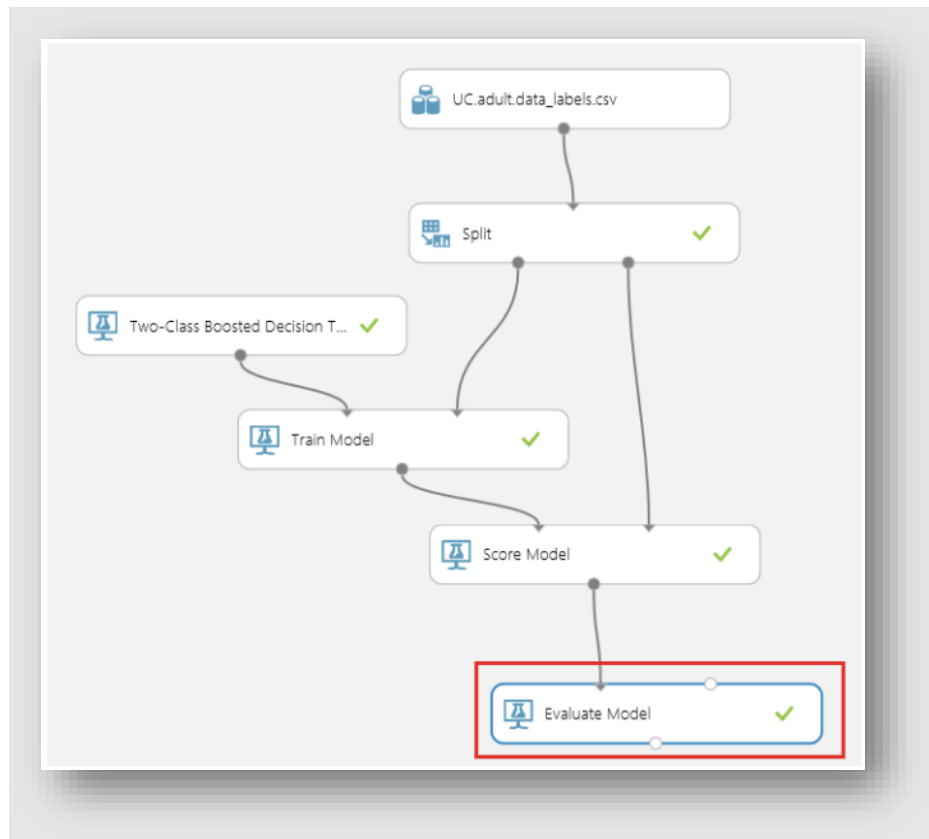 UC.adult.data_labels.csv
Split
Two-Class Boosted Decision T...
Train Model
Score Model
Evaluate Model